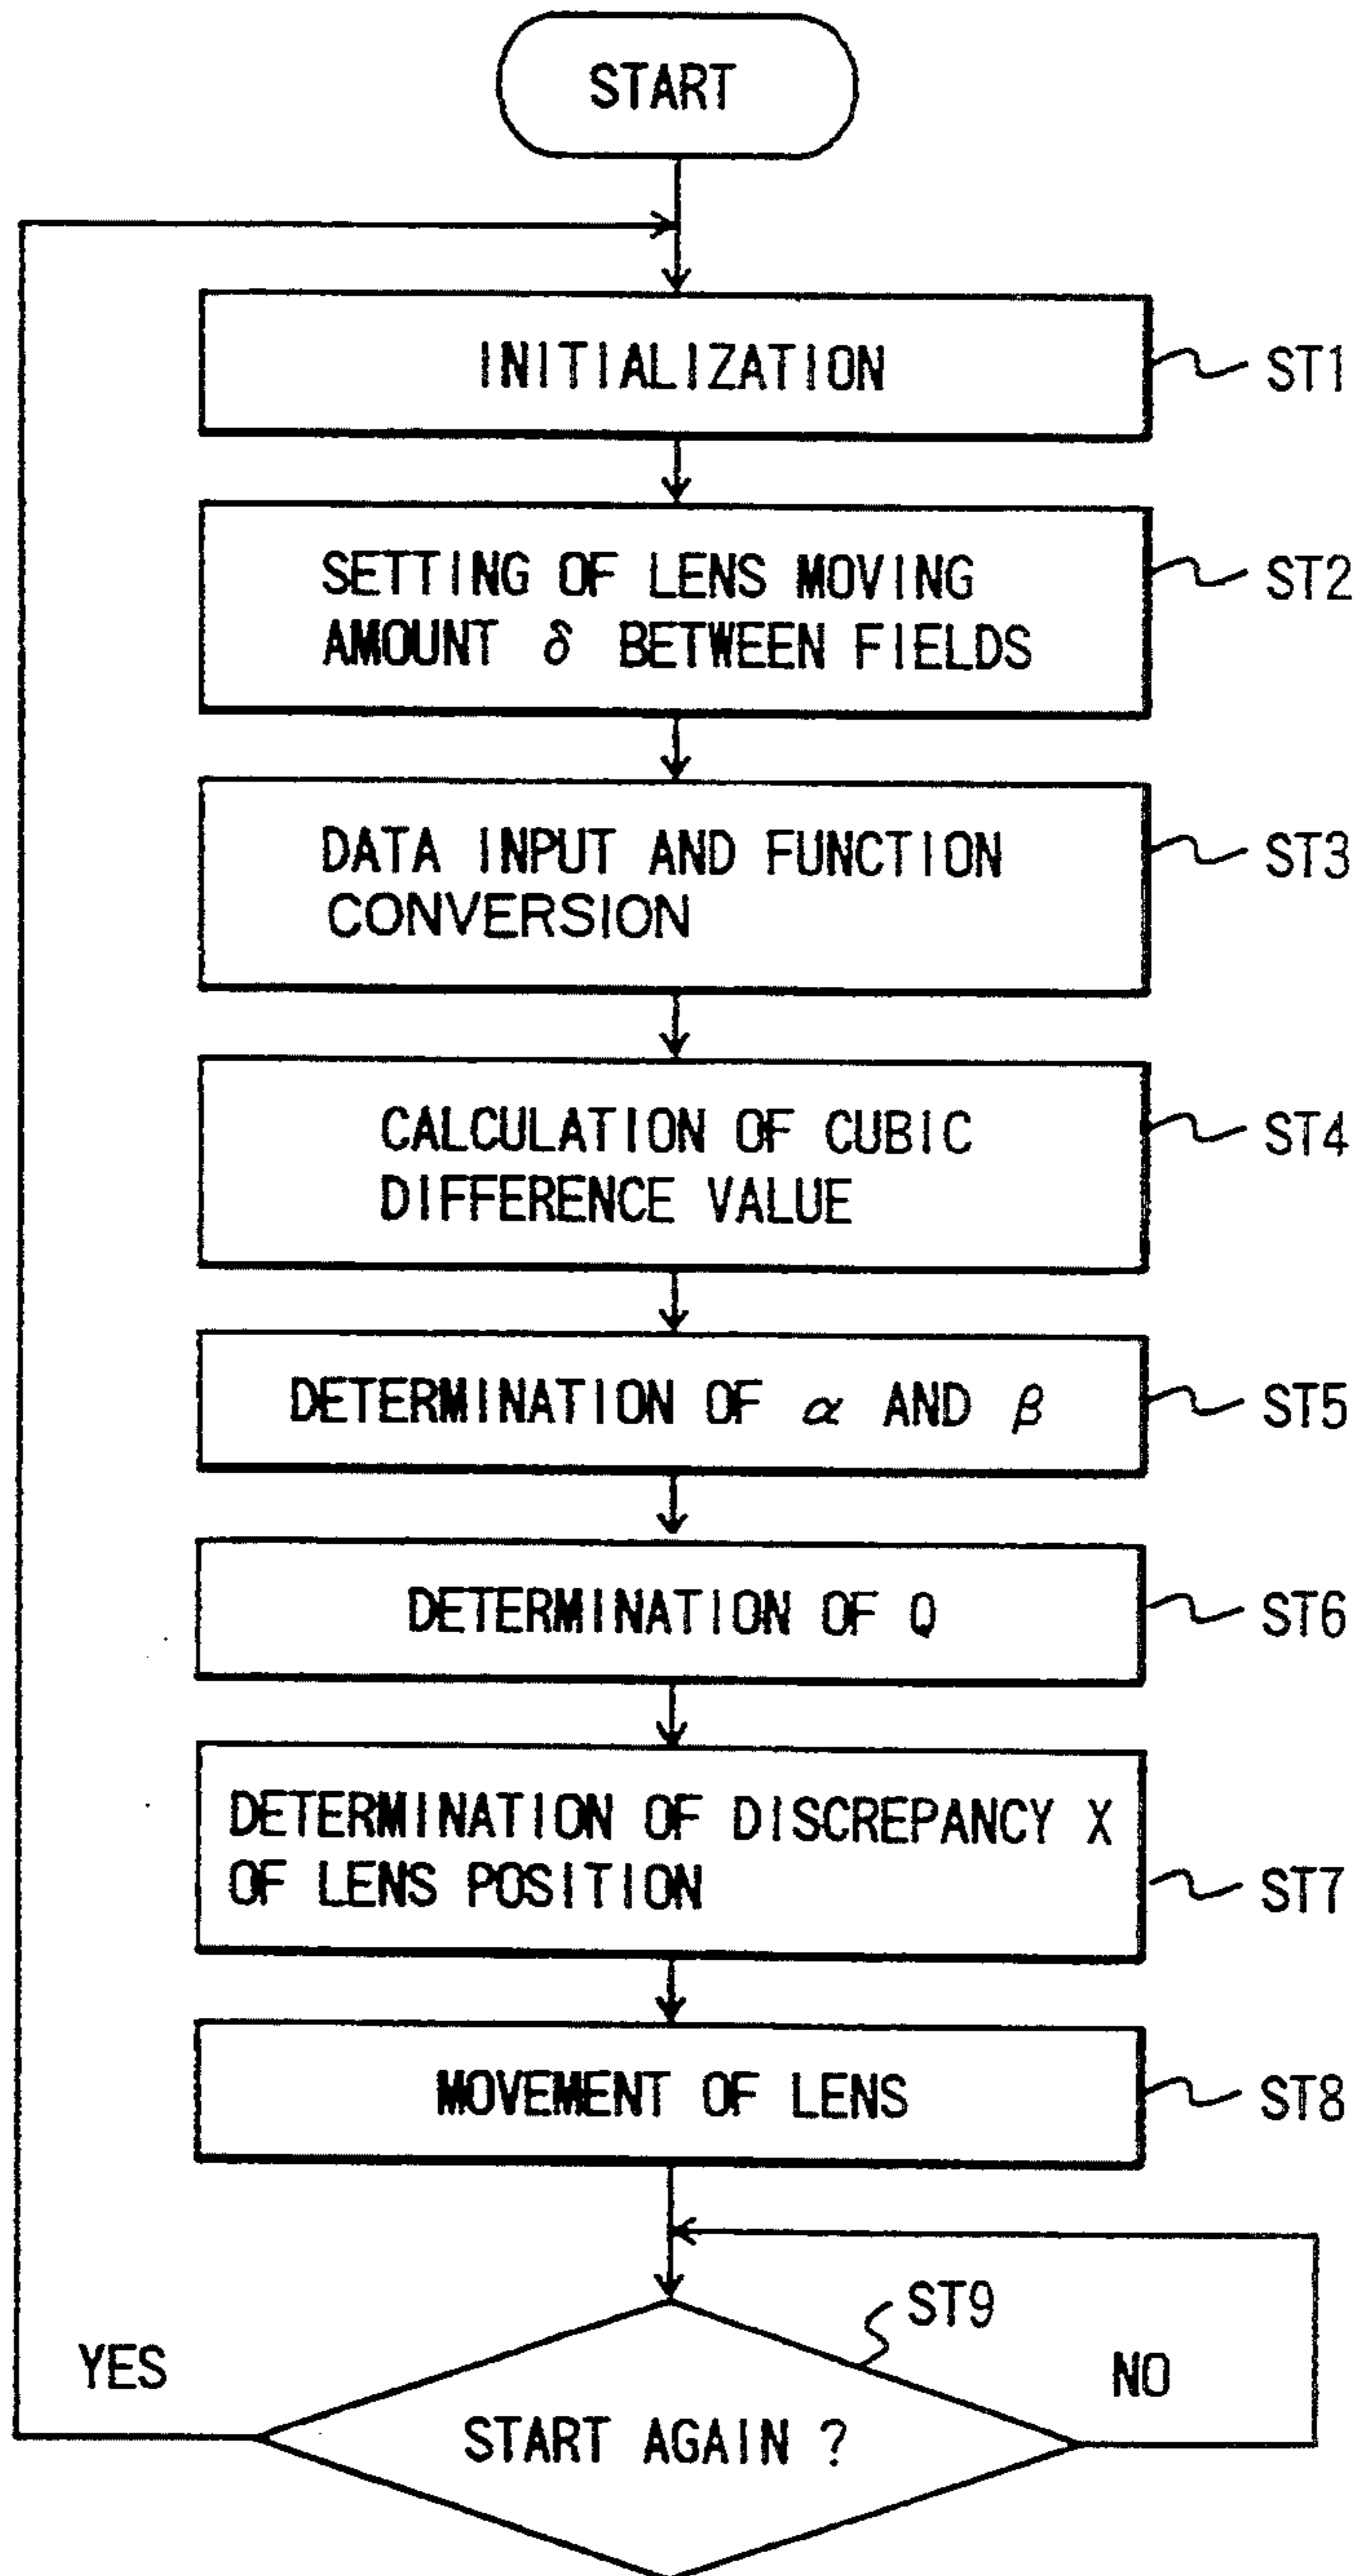 START
INITIALIZATION
ST1
SETTING OF LENS MOVING
AMOUNT δ BETWEEN FIELDS
ST2
DATA INPUT AND FUNCTION
CONVERSION
ST3
CALCULATION OF CUBIC
DIFFERENCE VALUE
ST4
DETERMINATION OF α AND β
ST5
DETERMINATION OF Q
ST6
DETERMINATION OF DISCREPANCY X
OF LENS POSITION
ST7
MOVEMENT OF LENS
ST8
ST9
YES
NO
START AGAIN ?